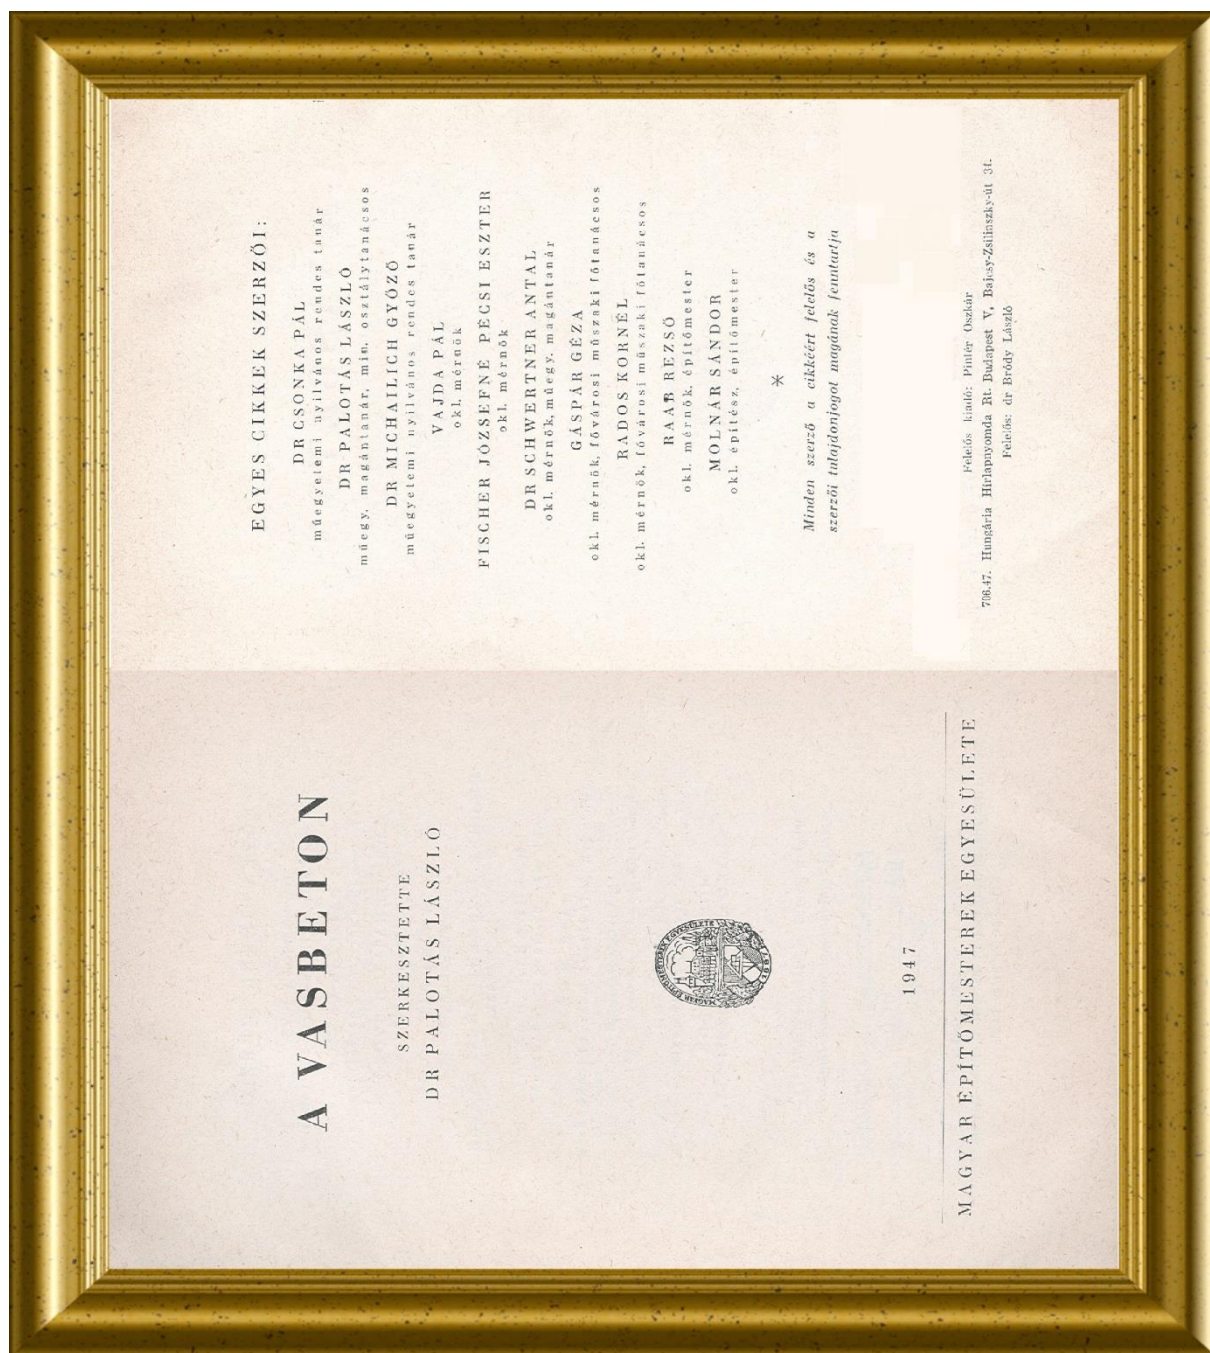 A VASBETON
SZERKESZTETTE
DR PALOTÁS LÁSZLÓ
MAGYAR ÉPÍTŐMESTEREK EGYESÜLETE
1947
MAGYAR ÉPÍTŐMESTEREK EGYESÜLETE
EGYES CIKKEK SZERZŐI:
DR CSONKA PÁL
műegyetemi nyilvános rendes tanár
DR PALOTÁS LÁSZLÓ
műegy. magántanár, min. osztálytanácsos
DR MICHAILICH GYŐZŐ
műegyetemi nyilvános rendes tanár
VAJDA PÁL
okl. mérnök
FISCHER JÓZSEFNÉ PÉCSI ESZTER
okl. mérnök
DR SCHWERTNER ANTAL
okl. mérnök, műegy. magántanár
GÁSPÁR GÉZA
okl. mérnök, fővárosi műszaki főtanácsos
RADOS KORNÉL
okl. mérnök, fővárosi műszaki főtanácsos
RAAB REZSŐ
okl. mérnök, építőmester
MOLNÁR SÁNDOR
okl. építész, építőmester
*
Minden szerző a cikkéért felelős és a
szerzői tulajdonjogot magának fenntartja
Felelős kiadó: Pintér Oszkár
706.47. Hungária Hírlapnyomda Rt. Budapest V, Bajcsy-Zsilinszky-út 34.
Felelős: dr Bródy László